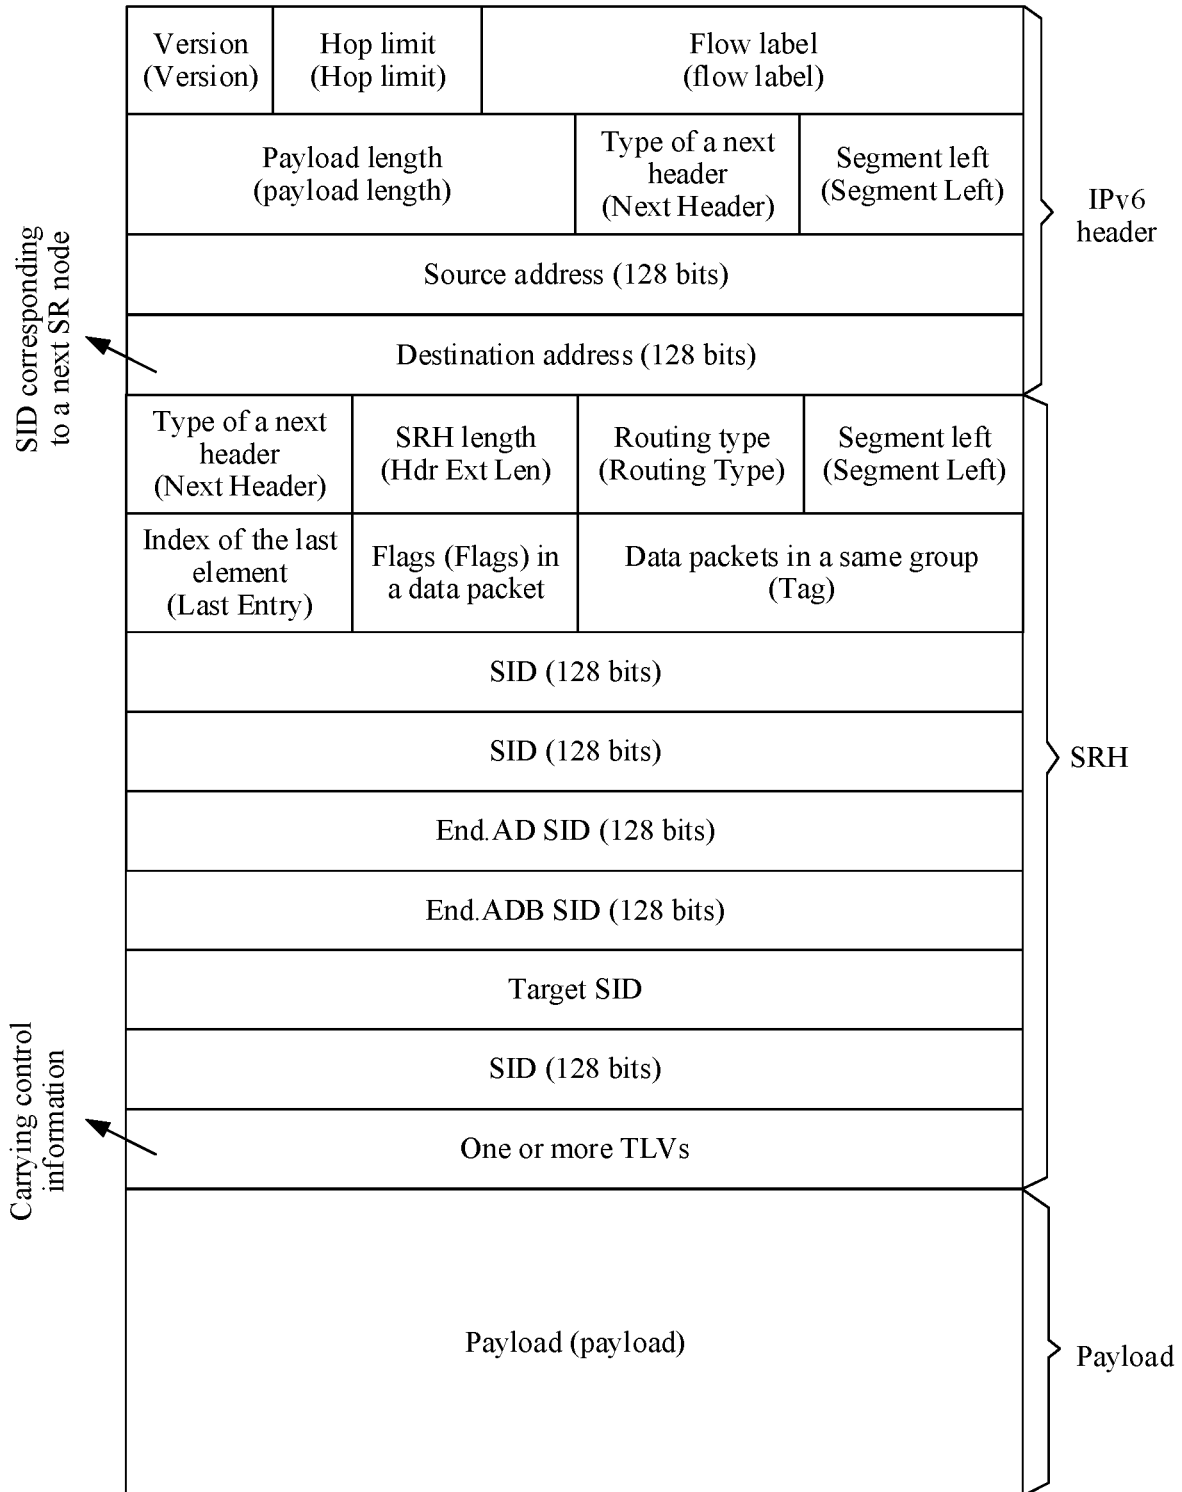 Version
(Version)
Hop limit
(Hop limit)
Flow label
(flow label)
Payload length
(payload length)
Type of a next
header
(Next Header)
Segment left
(Segment Left)
IPv6
header
Source address (128 bits)
SID corresponding
to a next SR node
Destination address (128 bits)
Type of a next
header
(Next Header)
SRH length
(Hdr Ext Len)
Routing type
(Routing Type)
Segment left
(Segment Left)
Index of the last
element
(Last Entry)
Flags (Flags) in
a data packet
Data packets in a same group
(Tag)
SID (128 bits)
SID (128 bits)
SRH
End.AD SID (128 bits)
End.ADB SID (128 bits)
Target SID
SID (128 bits)
Carrying control
information
One or more TLVs
Payload (payload)
Payload